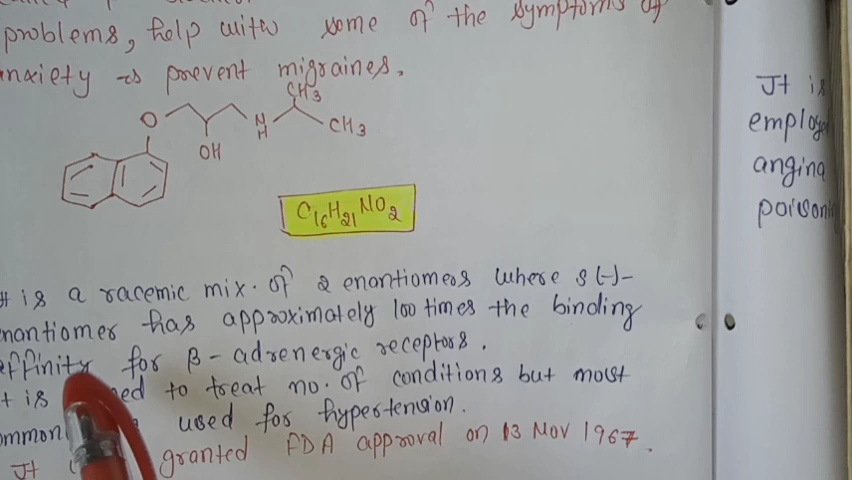 problems, help with some of the symptoms of
anxiety & prevent migraines.
CH3
O
N
H
CH3
OH
C16H21NO2
It is a racemic mix. of 2 enantiomers where S(-)-
enantiomer has approximately 100 times the binding
affinity for β-adrenergic receptors.
It is to treat no. of conditions but most
used for hypertension.
It granted FDA approval on 13 Nov 1967.
It is
employed
angina